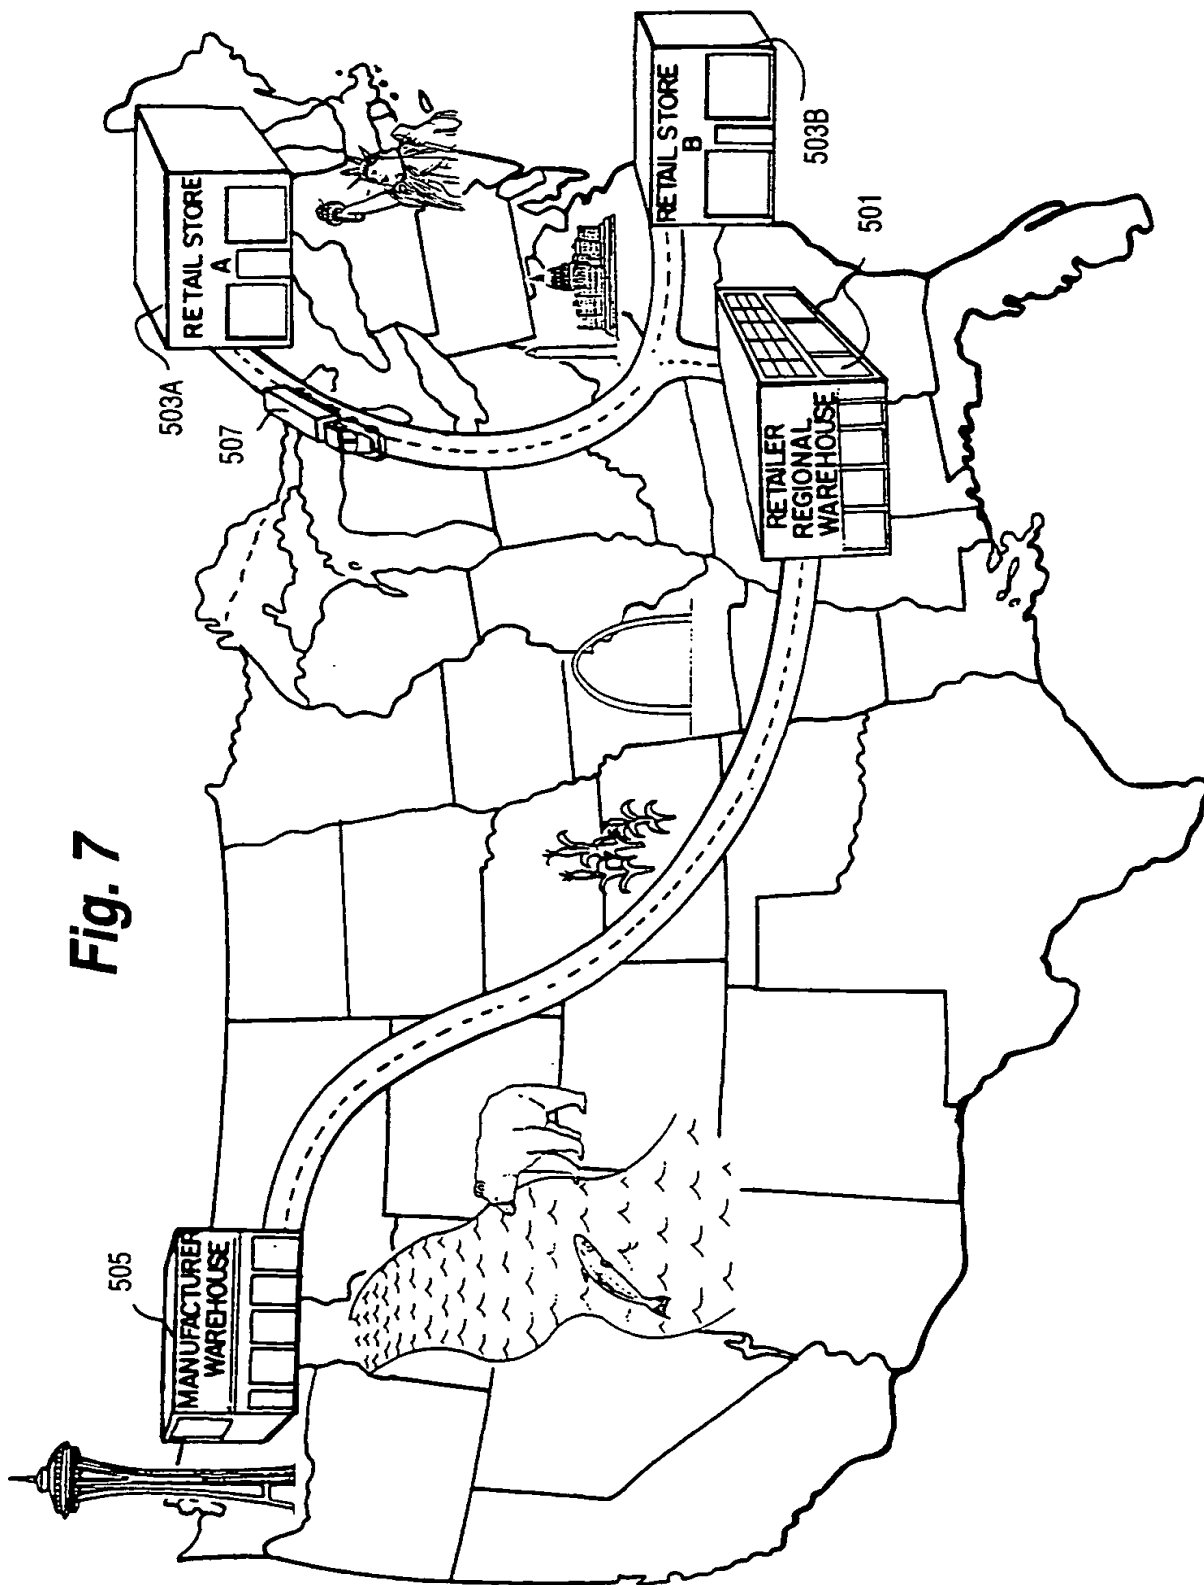 Fig. 7
505
MANUFACTURER
WAREHOUSE
503A
RETAIL STORE
A
507
RETAIL STORE
B
503B
501
RETAILER
REGIONAL
WAREHOUSE